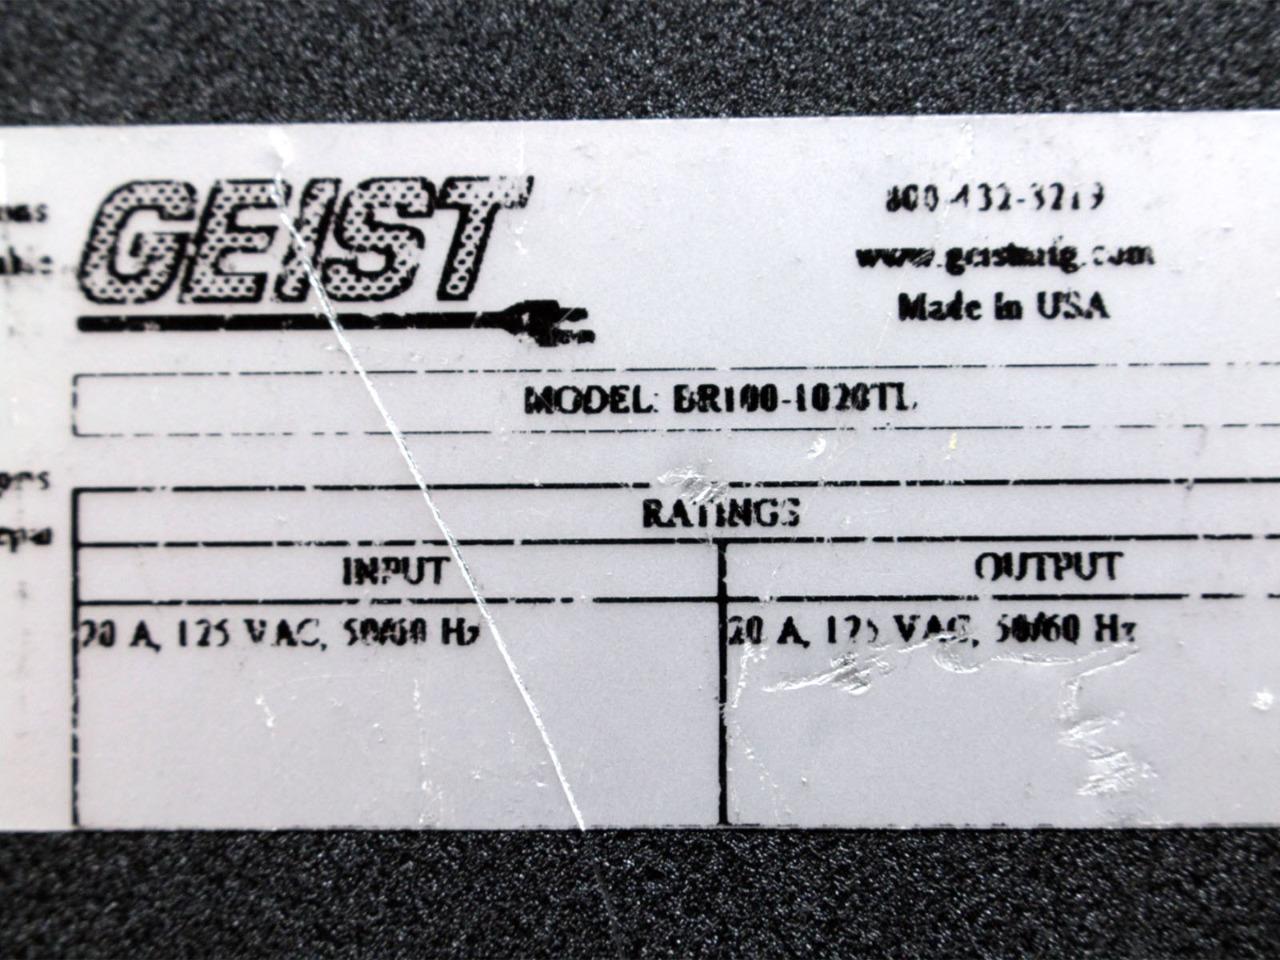 GEIST
800-432-3219
www.geistmfg.com
Made in USA
MODEL: BR100-1020TL
RATINGS
INPUT
OUTPUT
20 A, 125 VAC, 50/60 Hz
20 A, 125 VAC, 50/60 Hz